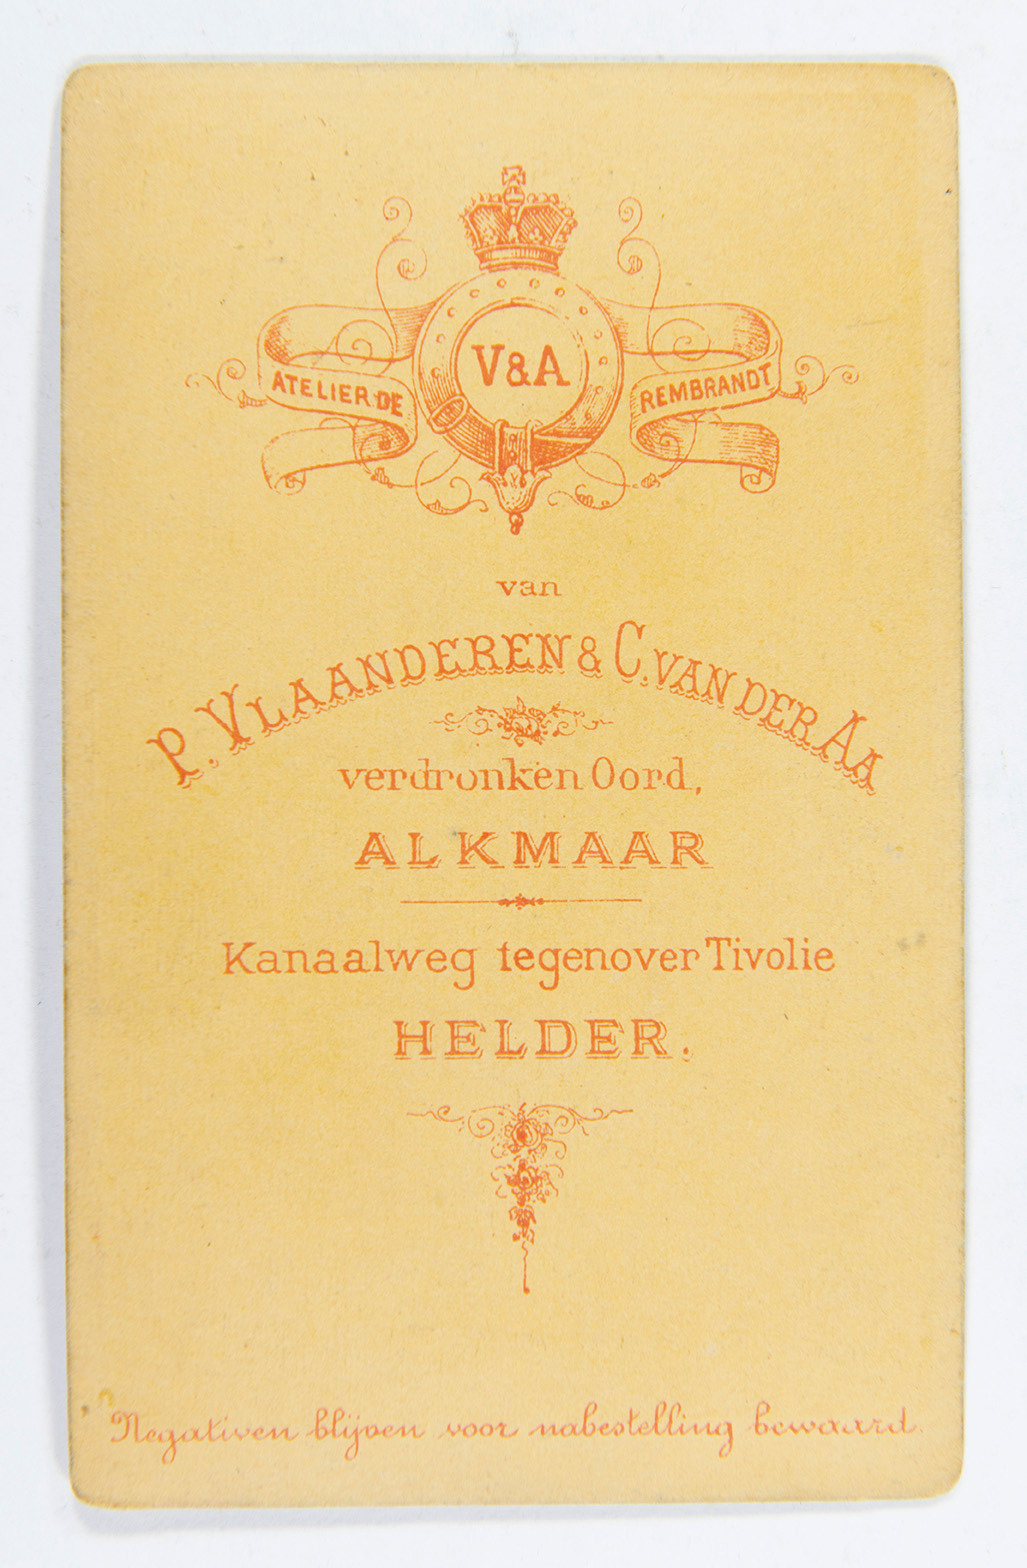 V&A
ATELIER DE REMBRANDT
van
P. VLAANDEREN & C. VAN DER AA
verdronken Oord,
ALKMAAR
Kanaalweg tegenover Tivolie
HELDER.
Negativen blijven voor nabestelling bewaard.